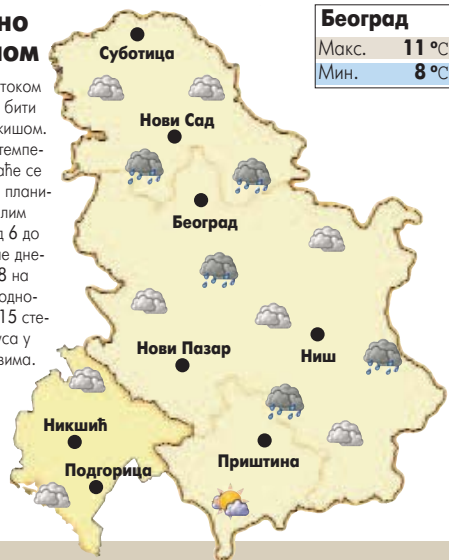 но
ном
током
бити
кишом.
темпе-
аће се
плани-
лим
д 6 до
е дне-
8 на
одно-
15 сте-
уса у
вима.
Београд
Макс. 11 °C
Мин. 8 °C
Суботица
Нови Сад
Београд
Нови Пазар
Ниш
Никшић
Подгорица
Приштина